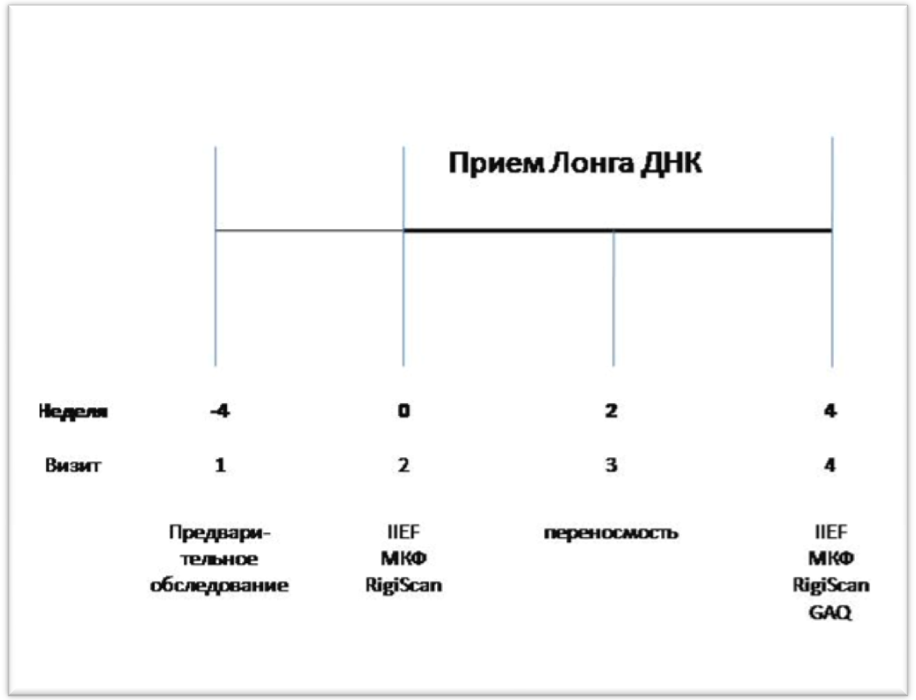 Прием Лонга ДНК
Неделя -4 0 2 4
Визит 1 2 3 4
Предвари- IIEF переносмость IIEF
тельное МКФ МКФ
обследование RigiScan RigiScan
GAQ